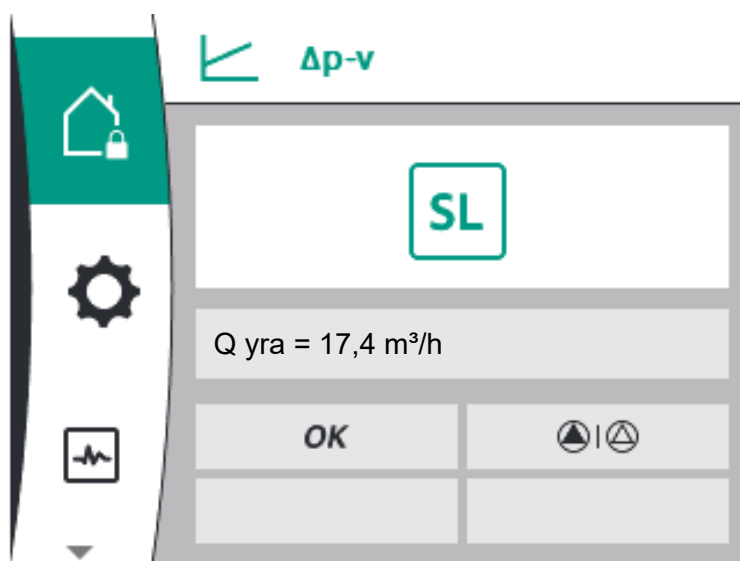 Δp-v
SL
Q yra = 17,4 m³/h
OK